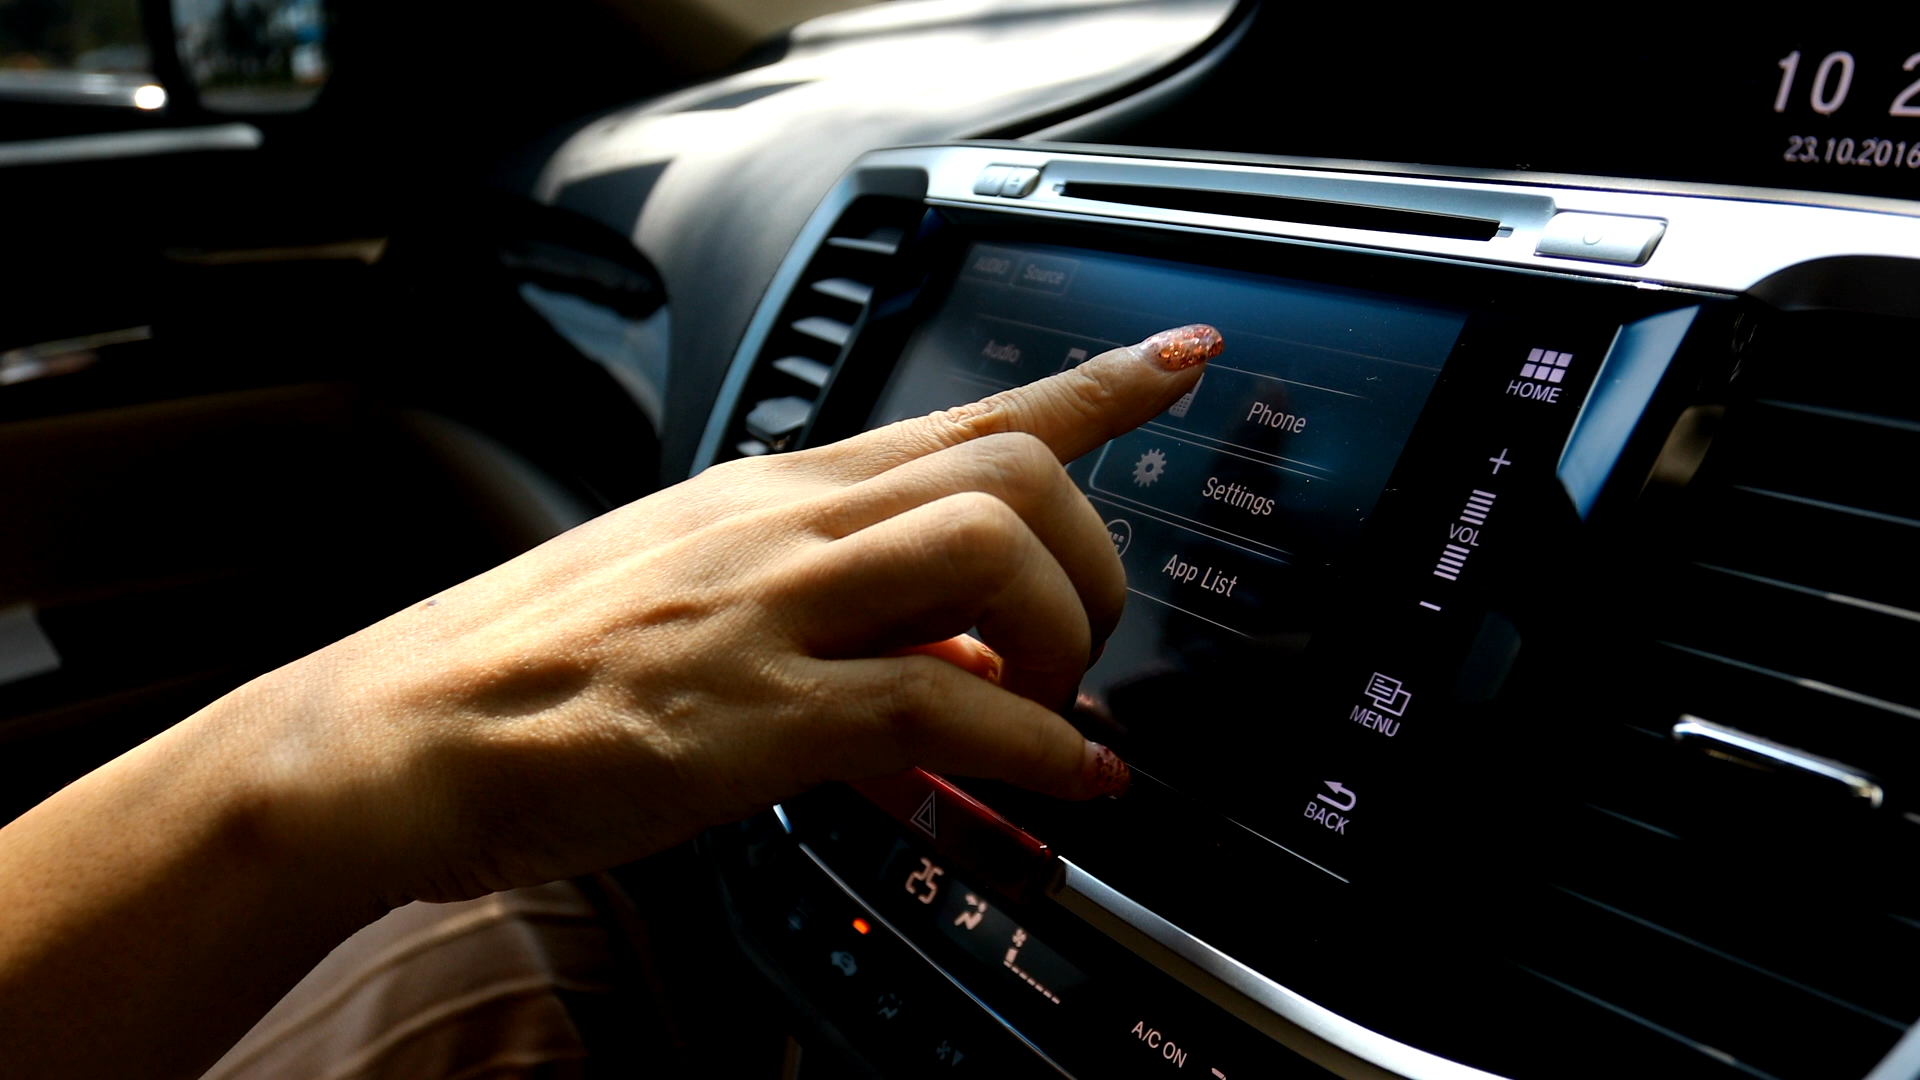 10 2
23.10.2016
AUDIO Source
Audio
Phone
Settings
App List
HOME
+
VOL
−
MENU
BACK
25
A/C ON